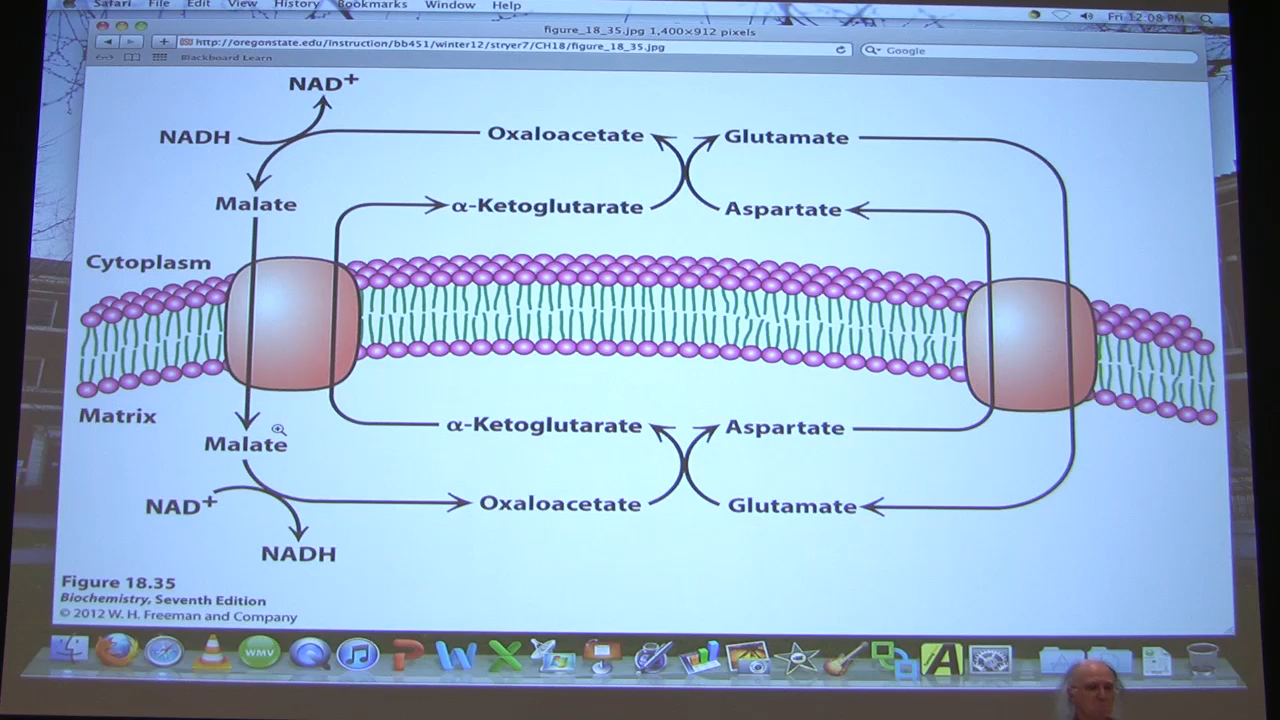 Safari File Edit View History Bookmarks Window Help
Fri 12:08 PM
figure_18_35.jpg 1,400×912 pixels
http://oregonstate.edu/instruction/bb451/winter12/stryer7/CH18/figure_18_35.jpg
Google
Blackboard Learn
NAD+
NADH
Oxaloacetate
Glutamate
Malate
α-Ketoglutarate
Aspartate
Cytoplasm
Matrix
Malate
α-Ketoglutarate
Aspartate
NAD+
Oxaloacetate
Glutamate
NADH
Figure 18.35
Biochemistry, Seventh Edition
© 2012 W. H. Freeman and Company
WMV